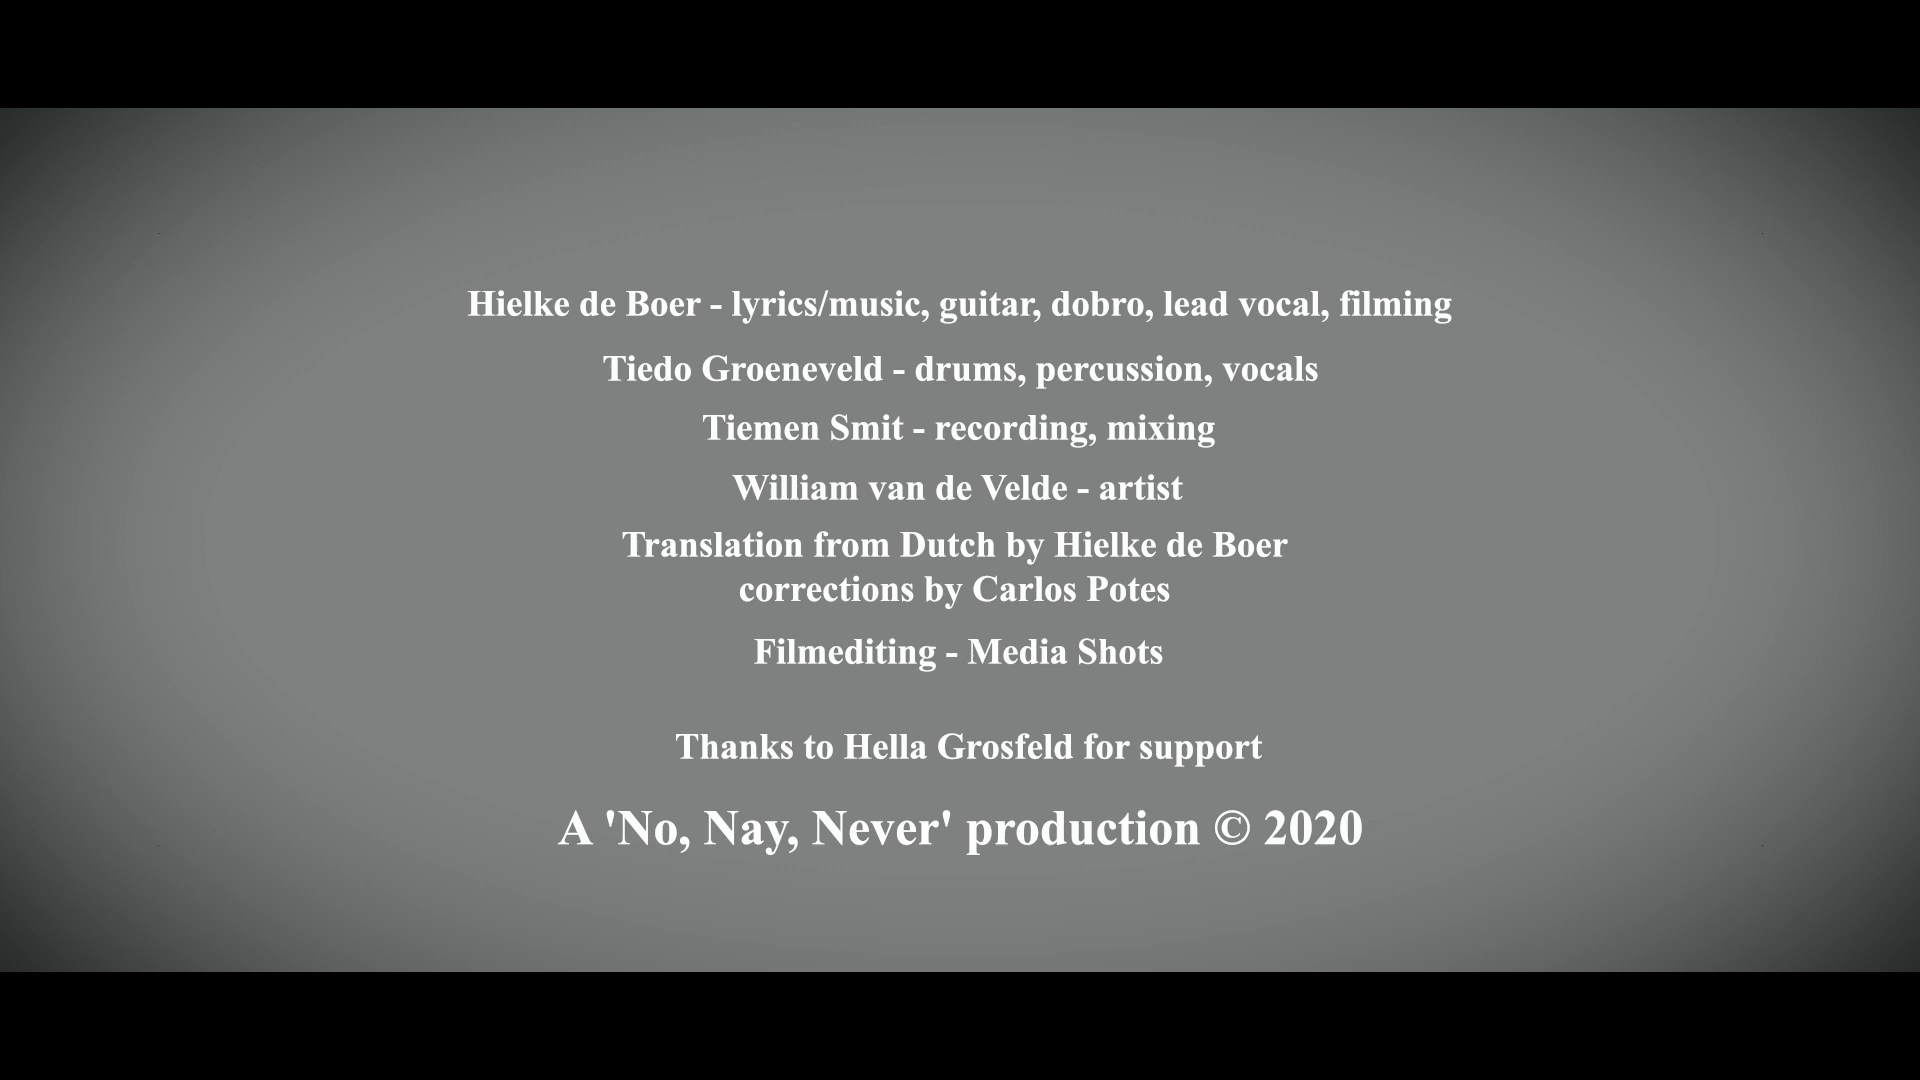 Hielke de Boer - lyrics/music, guitar, dobro, lead vocal, filming
Tiedo Groeneveld - drums, percussion, vocals
Tiemen Smit - recording, mixing
William van de Velde - artist
Translation from Dutch by Hielke de Boer
corrections by Carlos Potes
Filmediting - Media Shots
Thanks to Hella Grosfeld for support
A 'No, Nay, Never' production © 2020